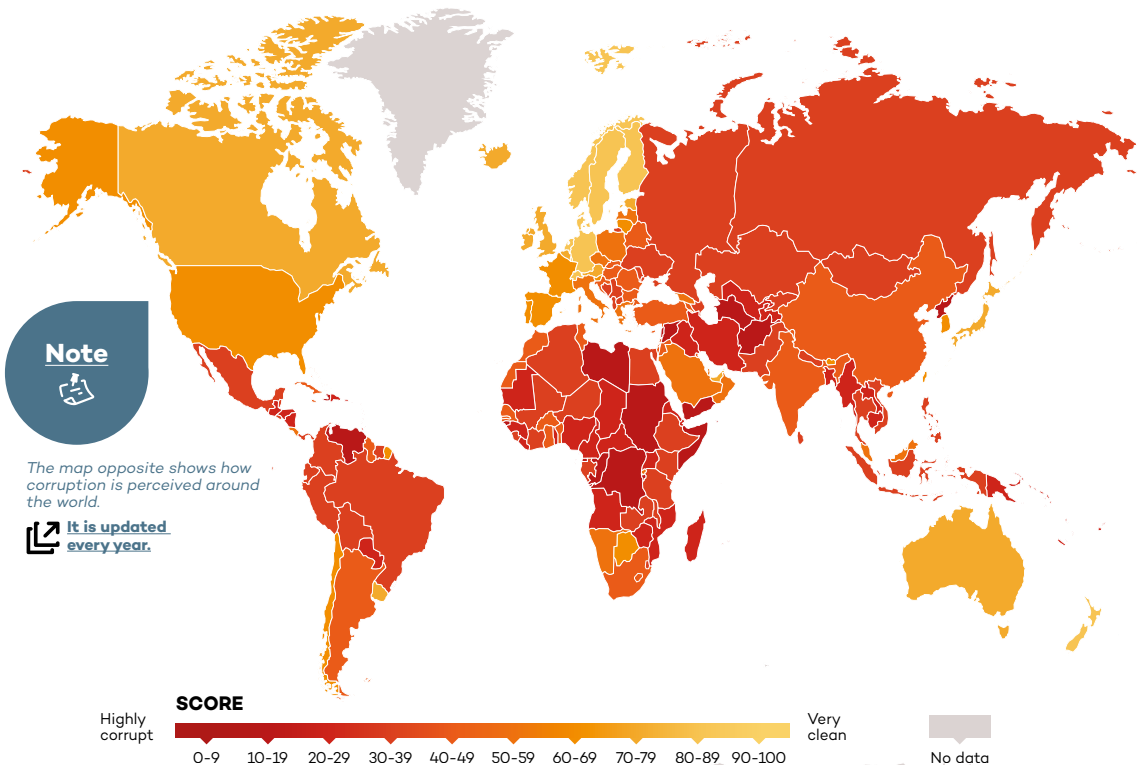 Note
The map opposite shows how
corruption is perceived around
the world.
It is updated
every year.
SCORE
Highly
corrupt
Very
clean
0-9 10-19 20-29 30-39 40-49 50-59 60-69 70-79 80-89 90-100 No data